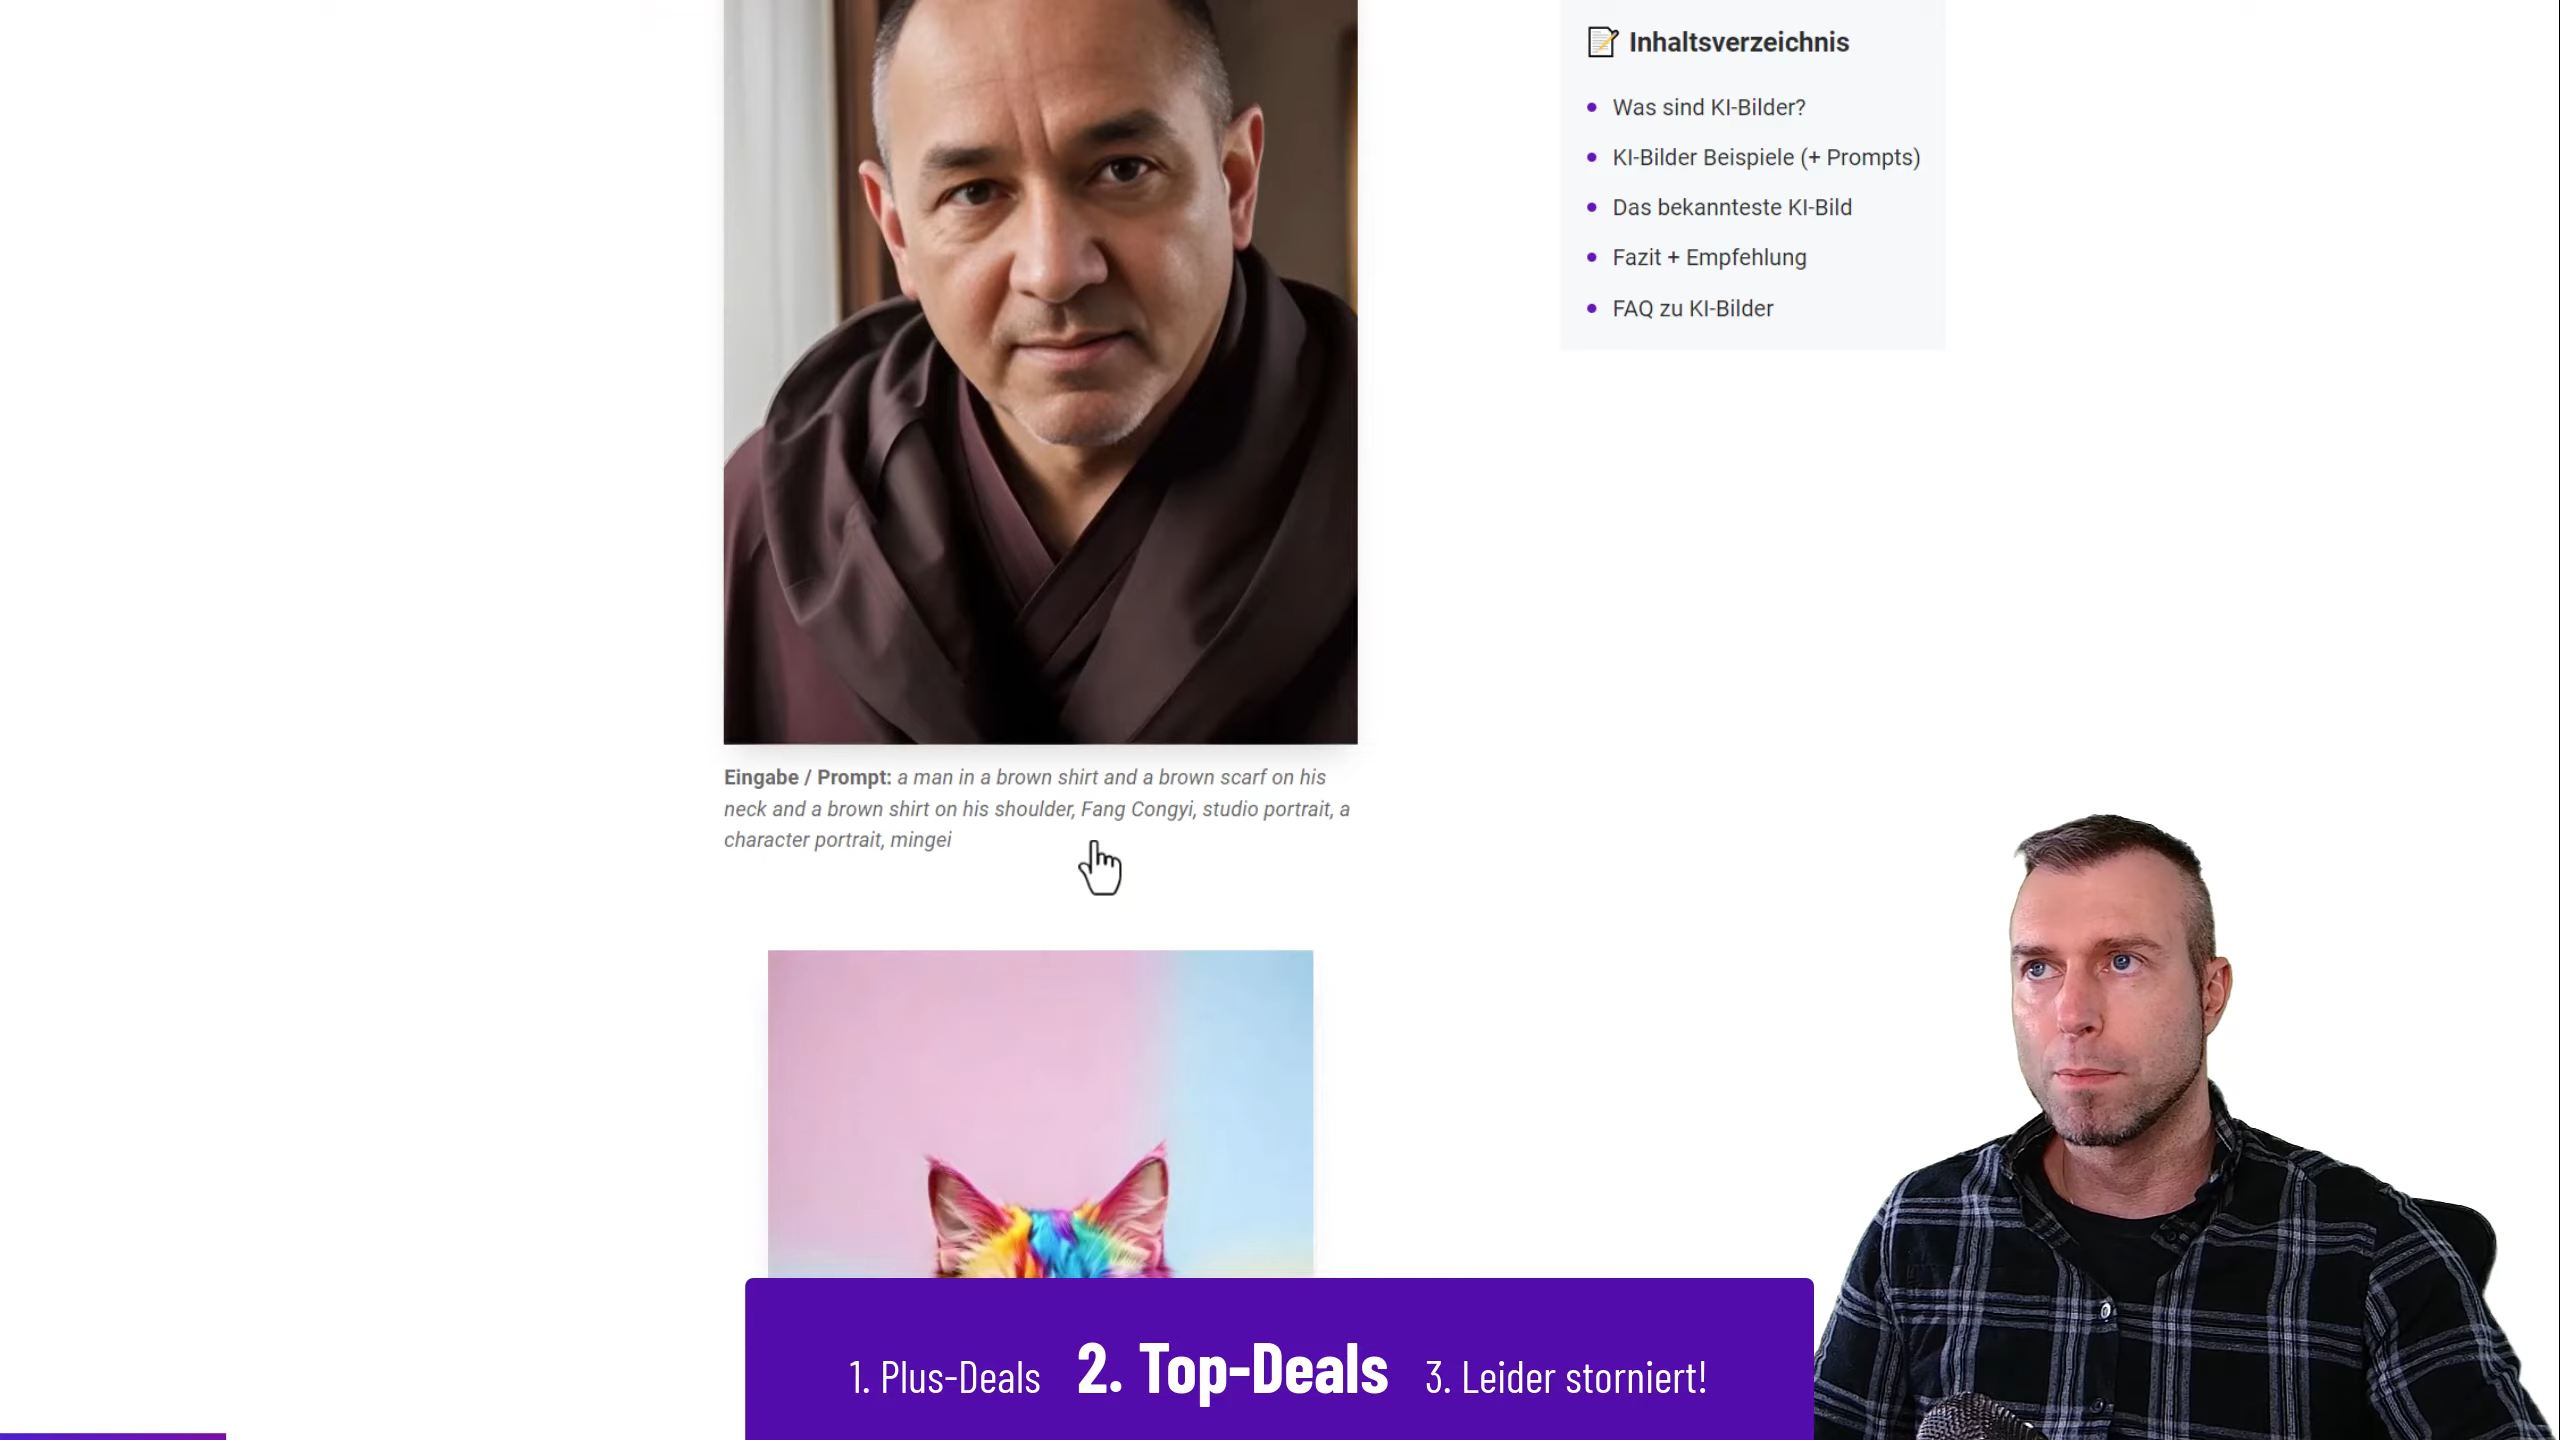 Inhaltsverzeichnis
Was sind KI-Bilder?
KI-Bilder Beispiele (+ Prompts)
Das bekannteste KI-Bild
Fazit + Empfehlung
FAQ zu KI-Bilder
Eingabe / Prompt: a man in a brown shirt and a brown scarf on his
neck and a brown shirt on his shoulder, Fang Congyi, studio portrait, a
character portrait, mingei
1. Plus-Deals 2. Top-Deals 3. Leider storniert!